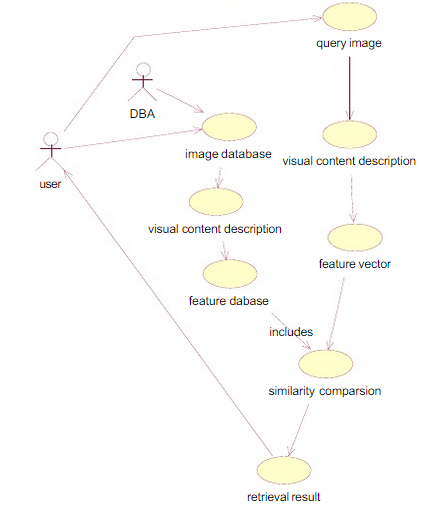 query image
DBA
image database
visual content description
user
visual content description
feature vector
feature dabase
includes
similarity comparsion
retrieval result